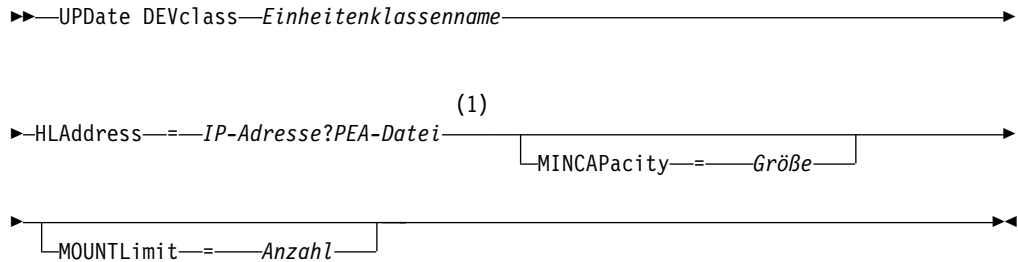 UPDate DEVclass Einheitenklassenname
(1)
HLAddress = IP-Adresse?PEA-Datei
MINCAPacity = Größe
MOUNTLimit = Anzahl